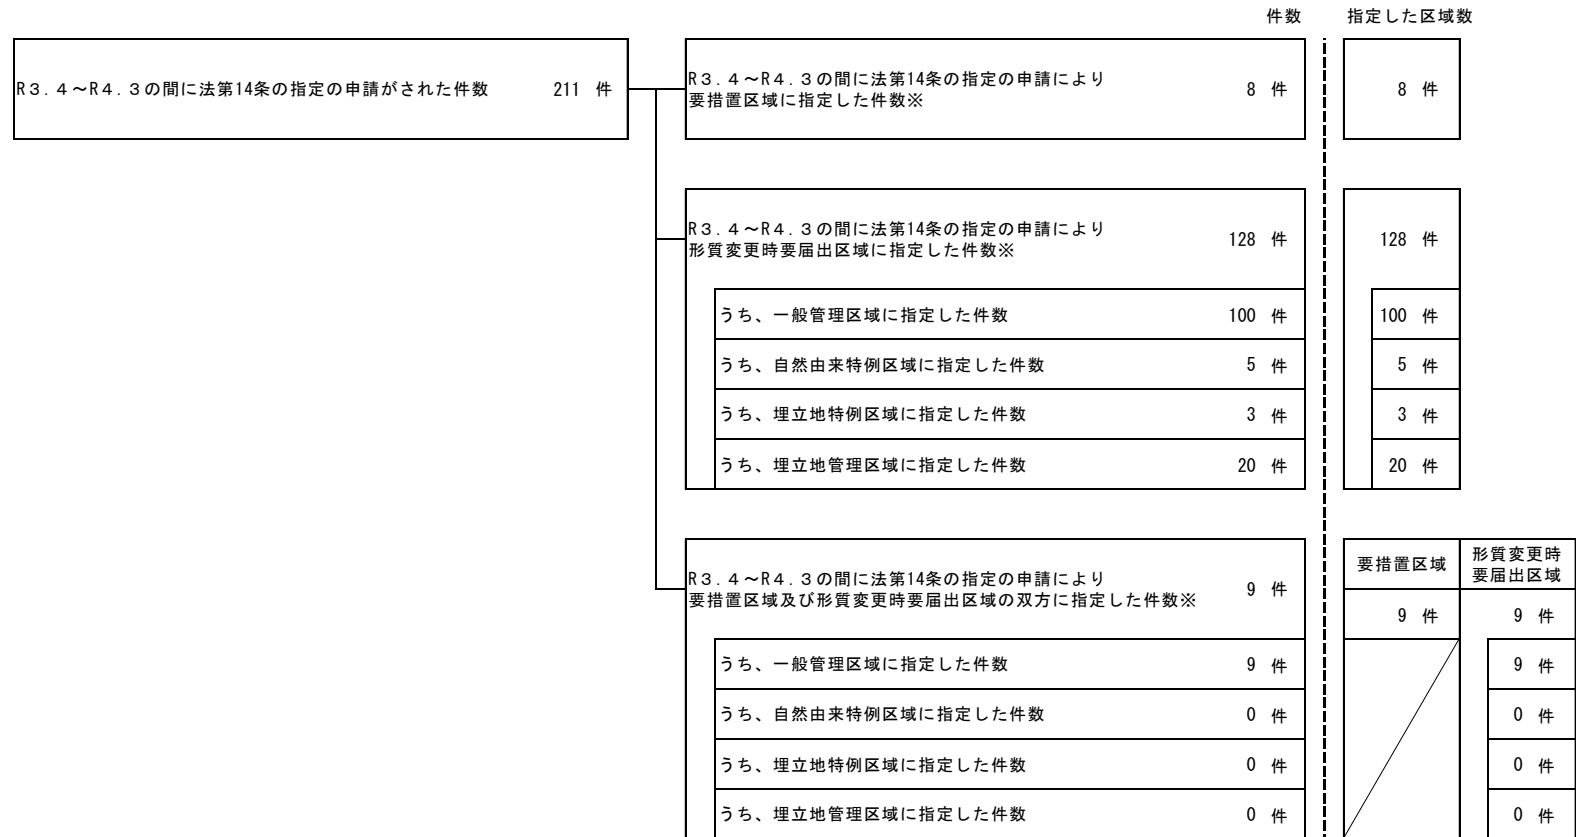 件数 指定した区域数
R3.4～R4.3の間に法第14条の指定の申請がされた件数 211 件
R3.4～R4.3の間に法第14条の指定の申請により
要措置区域に指定した件数※
8 件 8 件
R3.4～R4.3の間に法第14条の指定の申請により
形質変更時要届出区域に指定した件数※
128 件 128 件
うち、一般管理区域に指定した件数 100 件 100 件
うち、自然由来特例区域に指定した件数 5 件 5 件
うち、埋立地特例区域に指定した件数 3 件 3 件
うち、埋立地管理区域に指定した件数 20 件 20 件
R3.4～R4.3の間に法第14条の指定の申請により
要措置区域及び形質変更時要届出区域の双方に指定した件数※
9 件
要措置区域
形質変更時
要届出区域
9 件 9 件
うち、一般管理区域に指定した件数 9 件 9 件
うち、自然由来特例区域に指定した件数 0 件 0 件
うち、埋立地特例区域に指定した件数 0 件 0 件
うち、埋立地管理区域に指定した件数 0 件 0 件